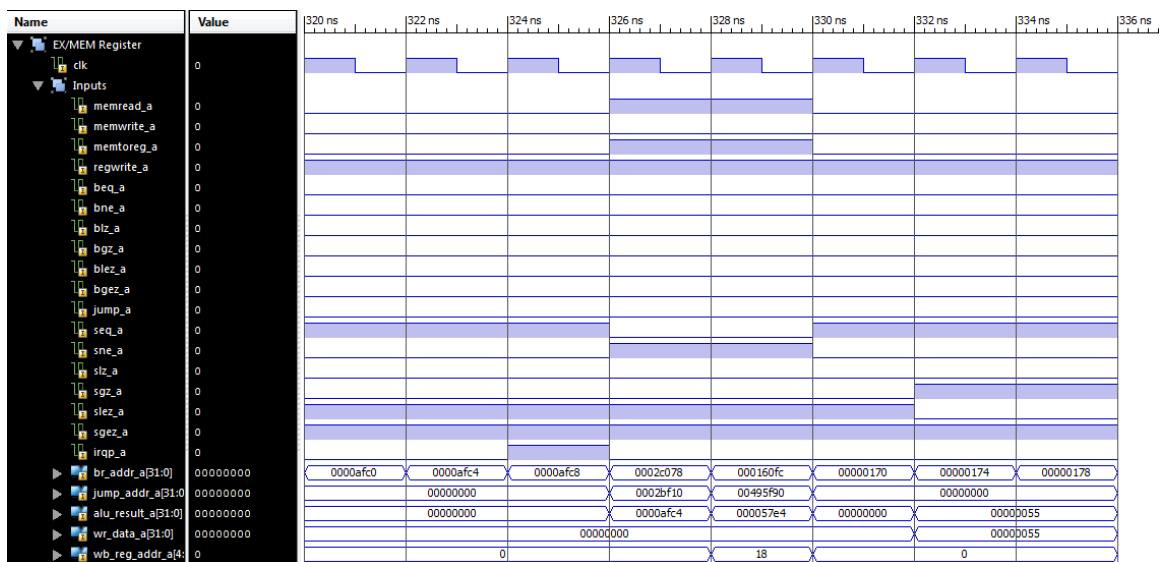 Name Value 320 ns 322 ns 324 ns 326 ns 328 ns 330 ns 332 ns 334 ns 336 ns
EX/MEM Register
clk 0
Inputs
memread_a 0
memwrite_a 0
memtoreg_a 0
regwrite_a 0
beq_a 0
bne_a 0
blz_a 0
bgz_a 0
blez_a 0
bgez_a 0
jump_a 0
seq_a 0
sne_a 0
slz_a 0
sgz_a 0
slez_a 0
sgez_a 0
irqp_a 0
br_addr_a[31:0] 00000000 0000afc0 0000afc4 0000afc8 0002c078 000160fc 00000170 00000174 00000178
jump_addr_a[31:0 00000000 00000000 0002bf10 00495f90 00000000
alu_result_a[31:0] 00000000 00000000 0000afc4 000057e4 00000000 00000055
wr_data_a[31:0] 00000000 00000000 00000055
wb_reg_addr_a[4: 0 0 18 0